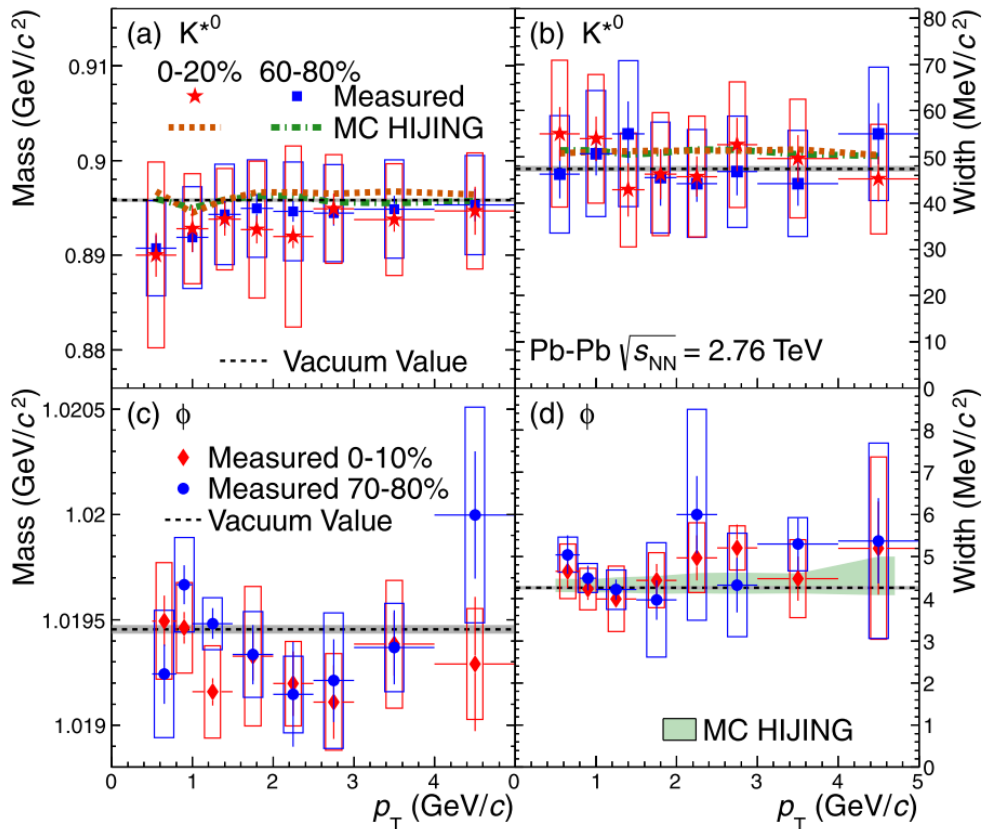 (a) K*0
0-20% 60-80%
Measured
MC HIJING
Vacuum Value
Mass (GeV/c²)
0.91
0.9
0.89
0.88
(b) K*0
Pb-Pb √sNN = 2.76 TeV
Width (MeV/c²)
80
70
60
50
40
30
20
10
0
(c) ϕ
Measured 0-10%
Measured 70-80%
Vacuum Value
Mass (GeV/c²)
1.0205
1.02
1.0195
1.019
(d) ϕ
MC HIJING
Width (MeV/c²)
8
7
6
5
4
3
2
1
0
0 1 2 3 4 5
pT (GeV/c)
0 1 2 3 4 5
pT (GeV/c)